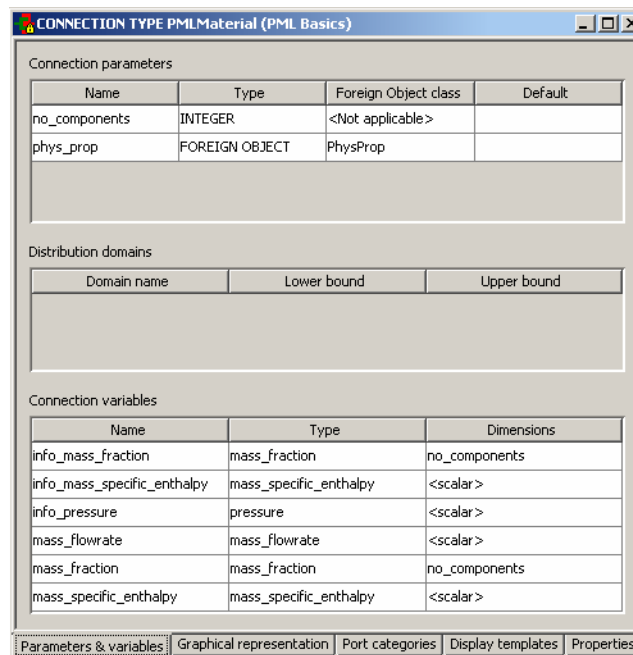 CONNECTION TYPE PMLMaterial (PML Basics)
Connection parameters
Name Type Foreign Object class Default
no_components INTEGER <Not applicable>
phys_prop FOREIGN OBJECT PhysProp
Distribution domains
Domain name Lower bound Upper bound
Connection variables
Name Type Dimensions
info_mass_fraction mass_fraction no_components
info_mass_specific_enthalpy mass_specific_enthalpy <scalar>
info_pressure pressure <scalar>
mass_flowrate mass_flowrate <scalar>
mass_fraction mass_fraction no_components
mass_specific_enthalpy mass_specific_enthalpy <scalar>
Parameters & variables Graphical representation Port categories Display templates Properties